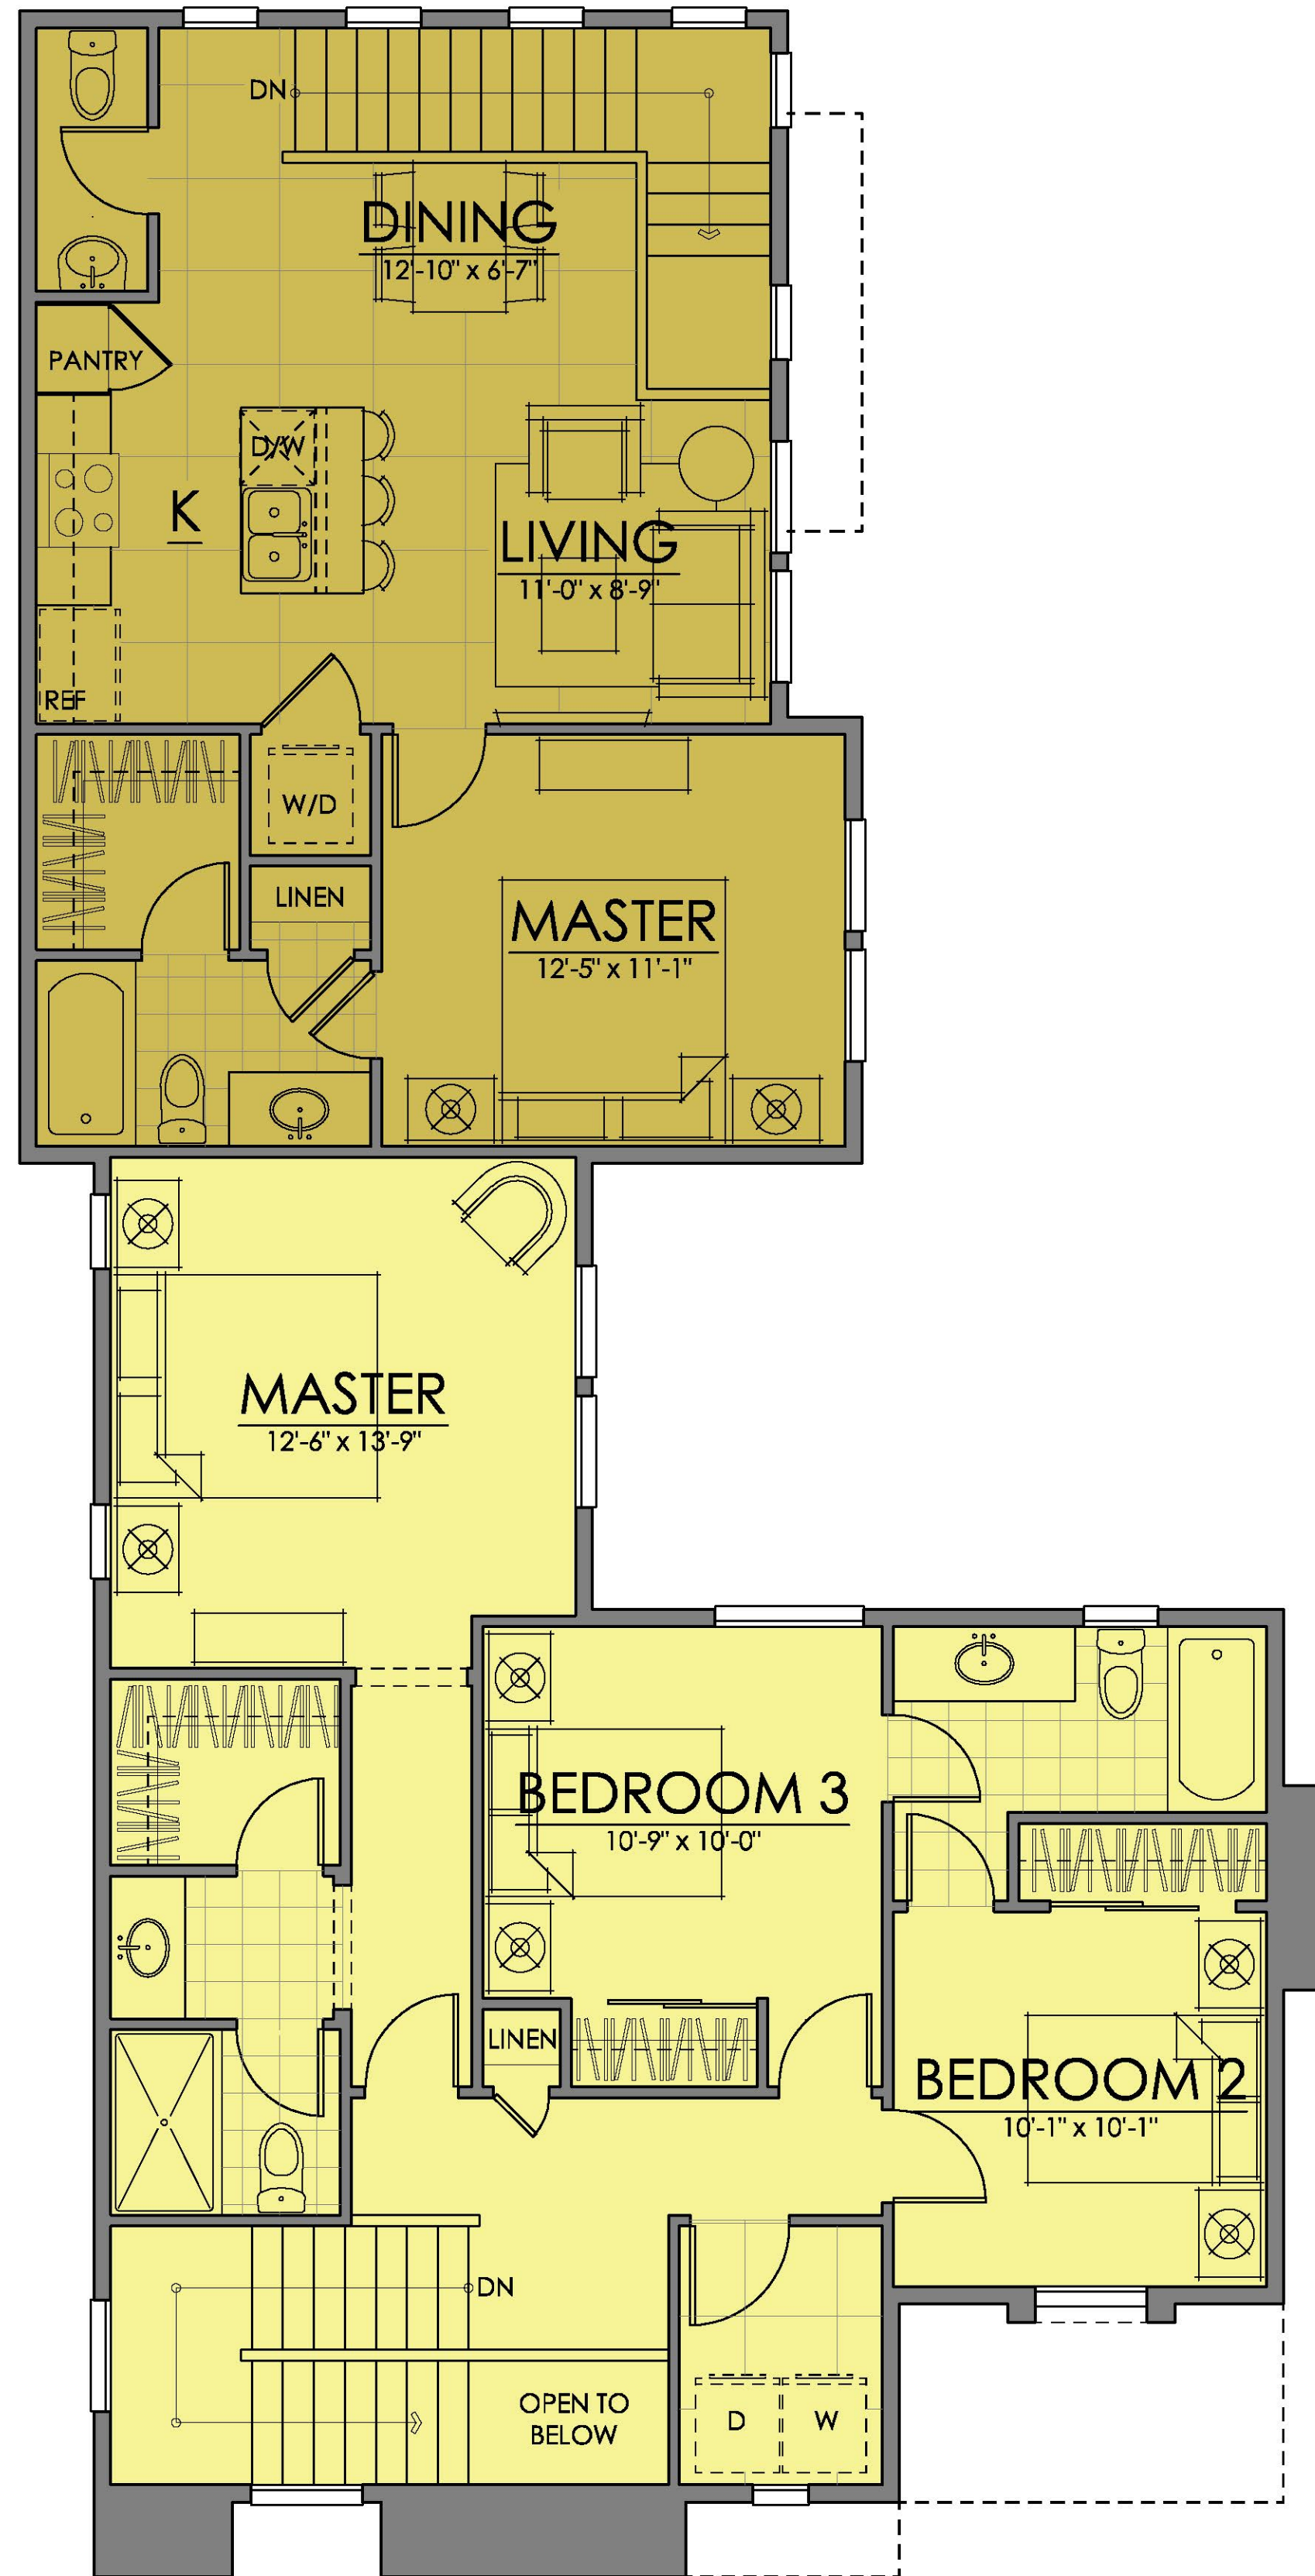 DN
DINING
12'-10" x 6'-7"
PANTRY
D/W
K
LIVING
11'-0" x 8'-9"
REF
W/D
LINEN
MASTER
12'-5" x 11'-1"
MASTER
12'-6" x 13'-9"
BEDROOM 3
10'-9" x 10'-0"
LINEN
BEDROOM 2
10'-1" x 10'-1"
DN
OPEN TO
BELOW
D W